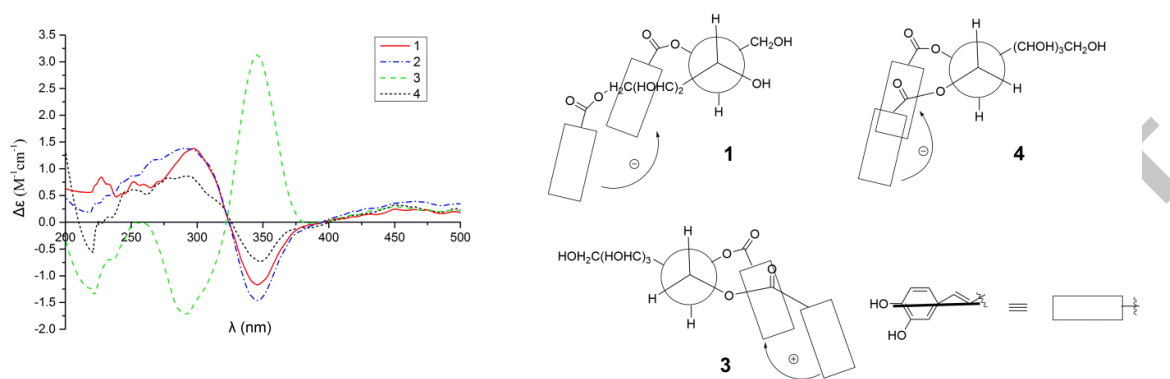 3.5
3.0
2.5
2.0
1.5
1.0
0.5
0.0
-0.5
-1.0
-1.5
-2.0
Δε (M⁻¹cm⁻¹)
200 250 300 350 400 450 500
λ (nm)
1
2
3
4
H
O
O
CH₂OH
OH
H
O
O
H₂C(HOHC)₂
⊖
1
H
O
O
(CHOH)₃CH₂OH
H
H
O
O
⊖
4
H
O
O
HOH₂C(HOHC)₃
H
H
O
O
⊕
3
HO
HO
≡